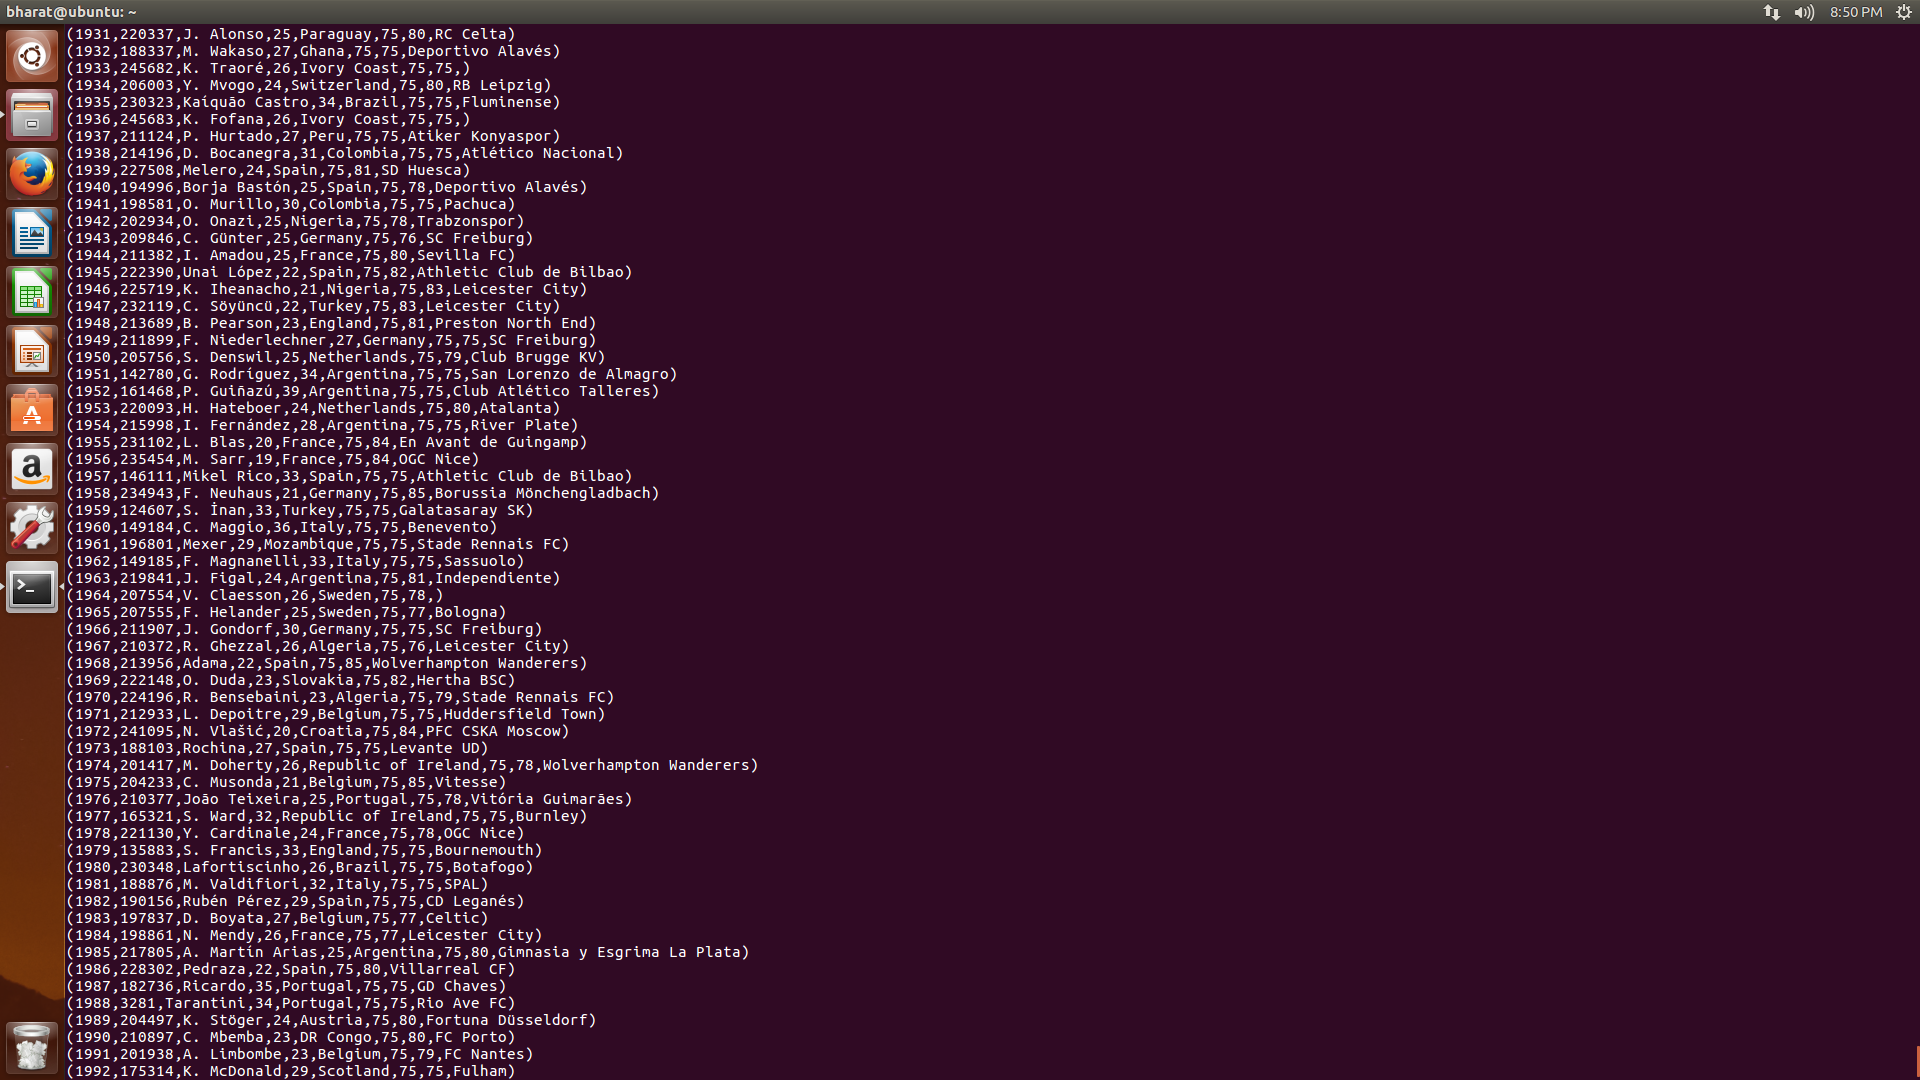 bharat@ubuntu: ~
8:50 PM
(1931,220337,J. Alonso,25,Paraguay,75,80,RC Celta)
(1932,188337,M. Wakaso,27,Ghana,75,75,Deportivo Alavés)
(1933,245682,K. Traoré,26,Ivory Coast,75,75,)
(1934,206003,Y. Mvogo,24,Switzerland,75,80,RB Leipzig)
(1935,230323,Kaíquão Castro,34,Brazil,75,75,Fluminense)
(1936,245683,K. Fofana,26,Ivory Coast,75,75,)
(1937,211124,P. Hurtado,27,Peru,75,75,Atiker Konyaspor)
(1938,214196,D. Bocanegra,31,Colombia,75,75,Atlético Nacional)
(1939,227508,Melero,24,Spain,75,81,SD Huesca)
(1940,194996,Borja Bastón,25,Spain,75,78,Deportivo Alavés)
(1941,198581,O. Murillo,30,Colombia,75,75,Pachuca)
(1942,202934,O. Onazi,25,Nigeria,75,78,Trabzonspor)
(1943,209846,C. Günter,25,Germany,75,76,SC Freiburg)
(1944,211382,I. Amadou,25,France,75,80,Sevilla FC)
(1945,222390,Unai López,22,Spain,75,82,Athletic Club de Bilbao)
(1946,225719,K. Iheanacho,21,Nigeria,75,83,Leicester City)
(1947,232119,C. Söyüncü,22,Turkey,75,83,Leicester City)
(1948,213689,B. Pearson,23,England,75,81,Preston North End)
(1949,211899,F. Niederlechner,27,Germany,75,75,SC Freiburg)
(1950,205756,S. Denswil,25,Netherlands,75,79,Club Brugge KV)
(1951,142780,G. Rodríguez,34,Argentina,75,75,San Lorenzo de Almagro)
(1952,161468,P. Guiñazú,39,Argentina,75,75,Club Atlético Talleres)
(1953,220093,H. Hateboer,24,Netherlands,75,80,Atalanta)
(1954,215998,I. Fernández,28,Argentina,75,75,River Plate)
(1955,231102,L. Blas,20,France,75,84,En Avant de Guingamp)
(1956,235454,M. Sarr,19,France,75,84,OGC Nice)
(1957,146111,Mikel Rico,33,Spain,75,75,Athletic Club de Bilbao)
(1958,234943,F. Neuhaus,21,Germany,75,85,Borussia Mönchengladbach)
(1959,124607,S. İnan,33,Turkey,75,75,Galatasaray SK)
(1960,149184,C. Maggio,36,Italy,75,75,Benevento)
(1961,196801,Mexer,29,Mozambique,75,75,Stade Rennais FC)
(1962,149185,F. Magnanelli,33,Italy,75,75,Sassuolo)
(1963,219841,J. Figal,24,Argentina,75,81,Independiente)
(1964,207554,V. Claesson,26,Sweden,75,78,)
(1965,207555,F. Helander,25,Sweden,75,77,Bologna)
(1966,211907,J. Gondorf,30,Germany,75,75,SC Freiburg)
(1967,210372,R. Ghezzal,26,Algeria,75,76,Leicester City)
(1968,213956,Adama,22,Spain,75,85,Wolverhampton Wanderers)
(1969,222148,O. Duda,23,Slovakia,75,82,Hertha BSC)
(1970,224196,R. Bensebaini,23,Algeria,75,79,Stade Rennais FC)
(1971,212933,L. Depoitre,29,Belgium,75,75,Huddersfield Town)
(1972,241095,N. Vlašić,20,Croatia,75,84,PFC CSKA Moscow)
(1973,188103,Rochina,27,Spain,75,75,Levante UD)
(1974,201417,M. Doherty,26,Republic of Ireland,75,78,Wolverhampton Wanderers)
(1975,204233,C. Musonda,21,Belgium,75,85,Vitesse)
(1976,210377,João Teixeira,25,Portugal,75,78,Vitória Guimarães)
(1977,165321,S. Ward,32,Republic of Ireland,75,75,Burnley)
(1978,221130,Y. Cardinale,24,France,75,78,OGC Nice)
(1979,135883,S. Francis,33,England,75,75,Bournemouth)
(1980,230348,Lafortiscinho,26,Brazil,75,75,Botafogo)
(1981,188876,M. Valdifiori,32,Italy,75,75,SPAL)
(1982,190156,Rubén Pérez,29,Spain,75,75,CD Leganés)
(1983,197837,D. Boyata,27,Belgium,75,77,Celtic)
(1984,198861,N. Mendy,26,France,75,77,Leicester City)
(1985,217805,A. Martín Arias,25,Argentina,75,80,Gimnasia y Esgrima La Plata)
(1986,228302,Pedraza,22,Spain,75,80,Villarreal CF)
(1987,182736,Ricardo,35,Portugal,75,75,GD Chaves)
(1988,3281,Tarantini,34,Portugal,75,75,Rio Ave FC)
(1989,204497,K. Stöger,24,Austria,75,80,Fortuna Düsseldorf)
(1990,210897,C. Mbemba,23,DR Congo,75,80,FC Porto)
(1991,201938,A. Limbombe,23,Belgium,75,79,FC Nantes)
(1992,175314,K. McDonald,29,Scotland,75,75,Fulham)